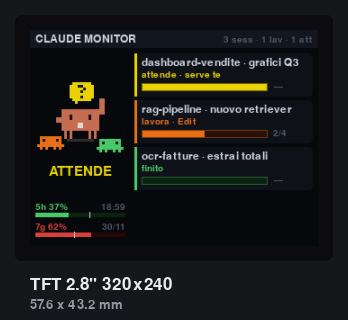 CLAUDE MONITOR
3 sess · 1 lav · 1 att
?
dashboard-vendite · grafici Q3
attende · serve te
—
rag-pipeline · nuovo retriever
lavora · Edit
2/4
ocr-fatture · estrai totali
finito
—
ATTENDE
5h 37% 18:59
7g 62% 30/11
TFT 2.8" 320x240
57.6 x 43.2 mm